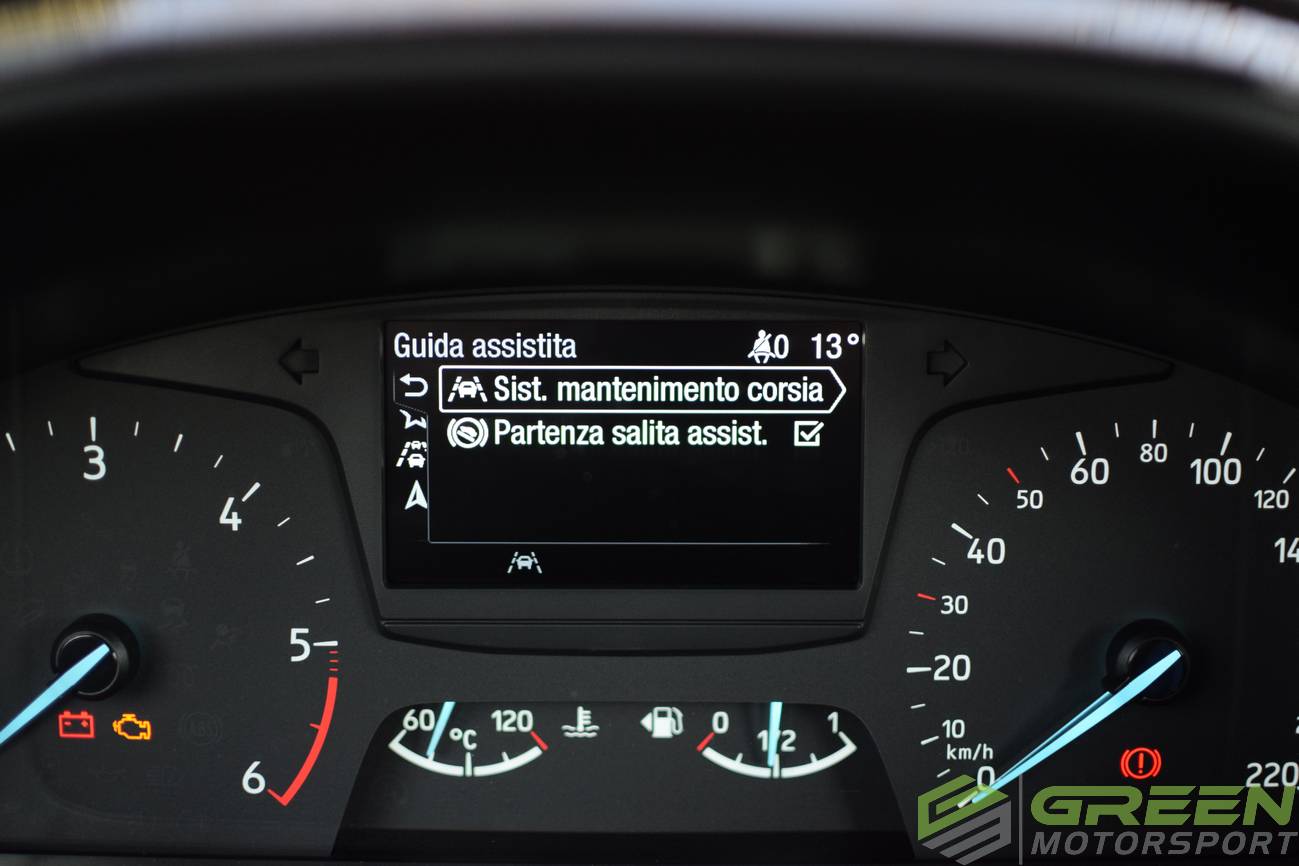 Guida assistita 0 13°
Sist. mantenimento corsia
Partenza salita assist.
3
4
5
6
60 °C 120
0 1/2 1
0
10
20
30
40
50
60
80
100
120
220
km/h
GREEN
MOTORSPORT